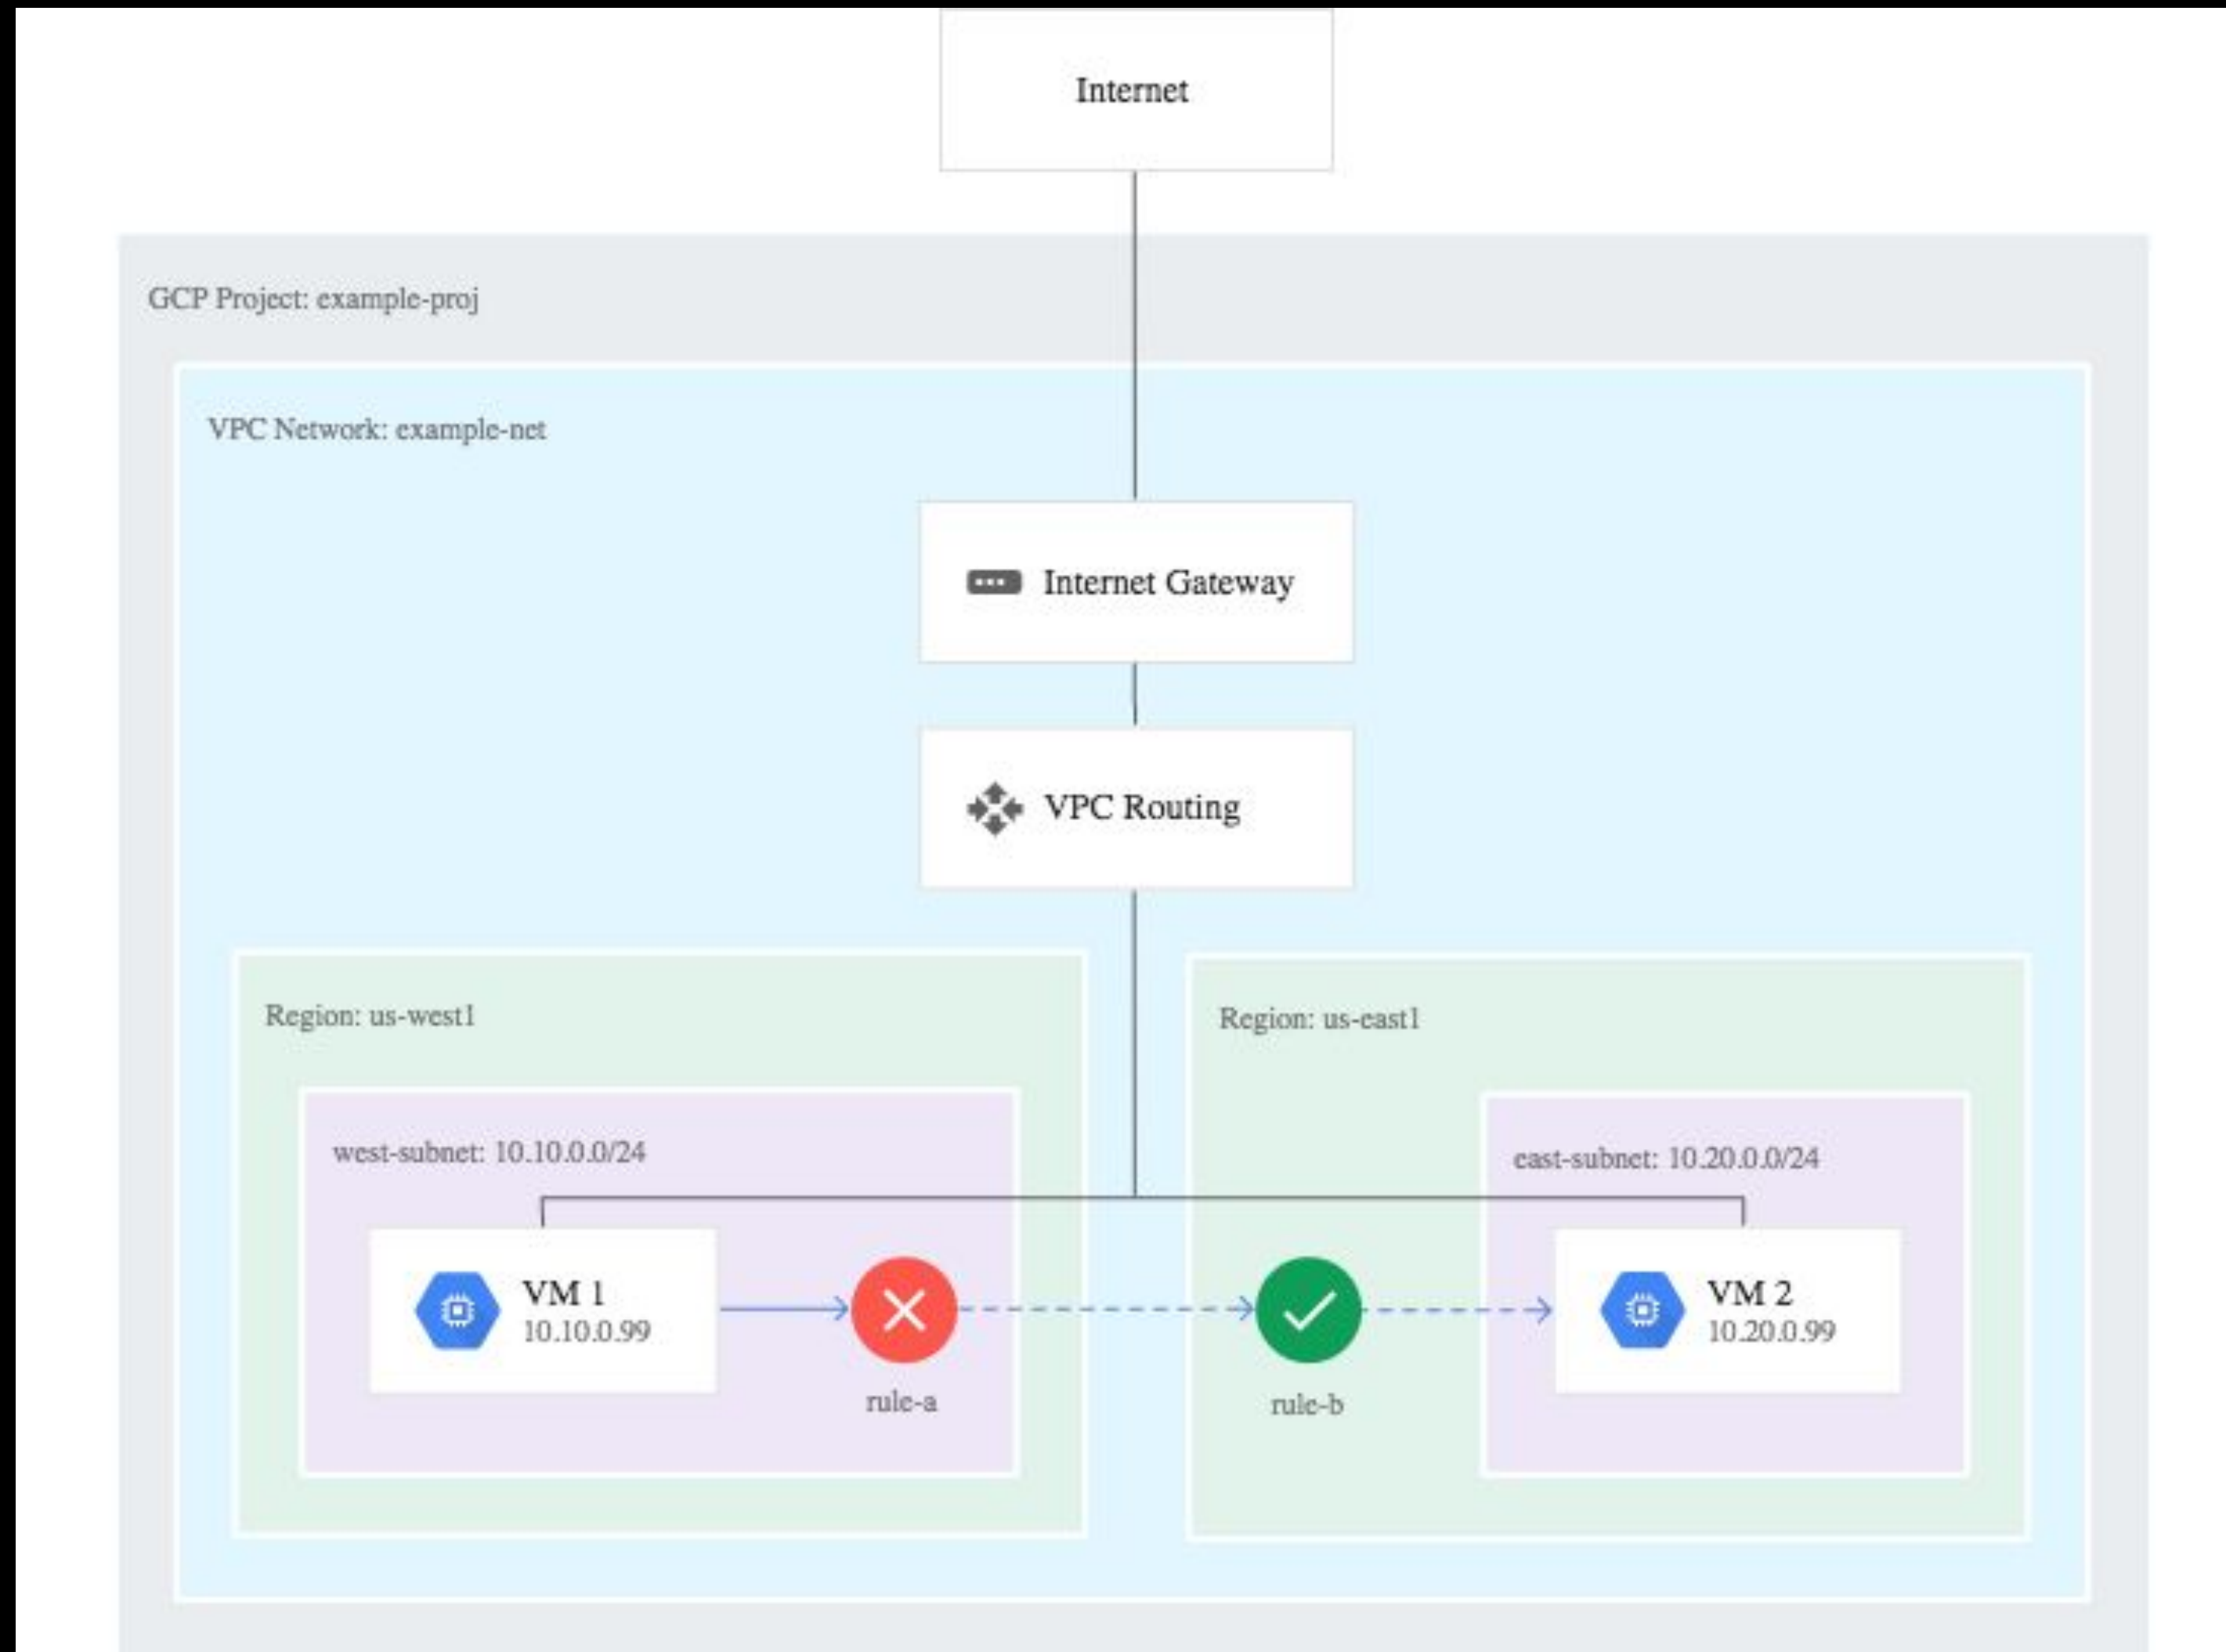 Internet
GCP Project: example-proj
VPC Network: example-net
Internet Gateway
VPC Routing
Region: us-west1
Region: us-east1
west-subnet: 10.10.0.0/24
east-subnet: 10.20.0.0/24
VM 1
10.10.0.99
VM 2
10.20.0.99
rule-a
rule-b